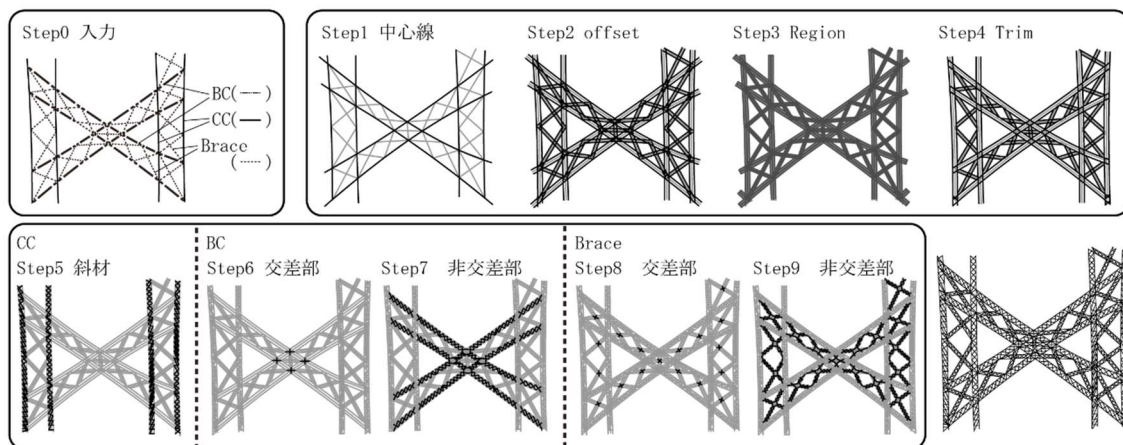 Step0 入力
BC(—-—)
CC(——)
Brace
(-----)
Step1 中心線
Step2 offset
Step3 Region
Step4 Trim
CC
Step5 斜材
BC
Step6 交差部
Step7 非交差部
Brace
Step8 交差部
Step9 非交差部